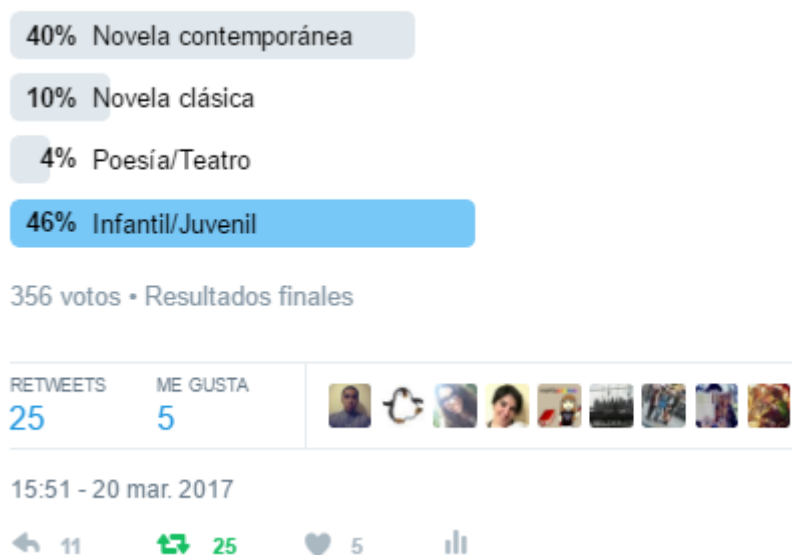 40% Novela contemporánea
10% Novela clásica
4% Poesía/Teatro
46% Infantil/Juvenil
356 votos • Resultados finales
RETWEETS ME GUSTA
25 5
15:51 - 20 mar. 2017
11 25 5